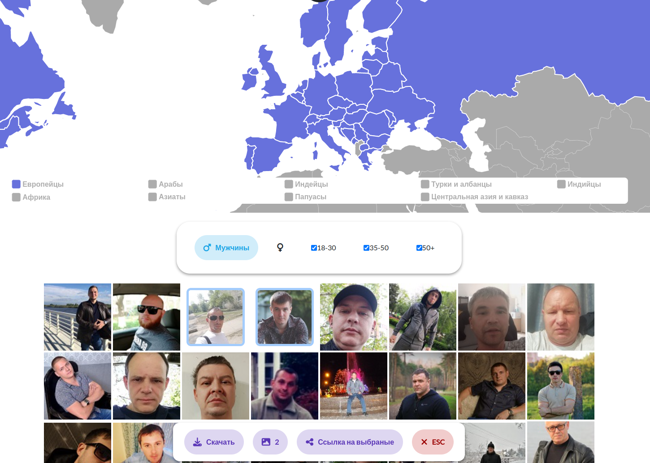 Европейцы Арабы Индейцы Турки и албанцы Индийцы
Африка Азиаты Папуасы Центральная азия и кавказ
Мужчины 18-30 35-50 50+
Скачать 2 Ссылка на выбраные ESC